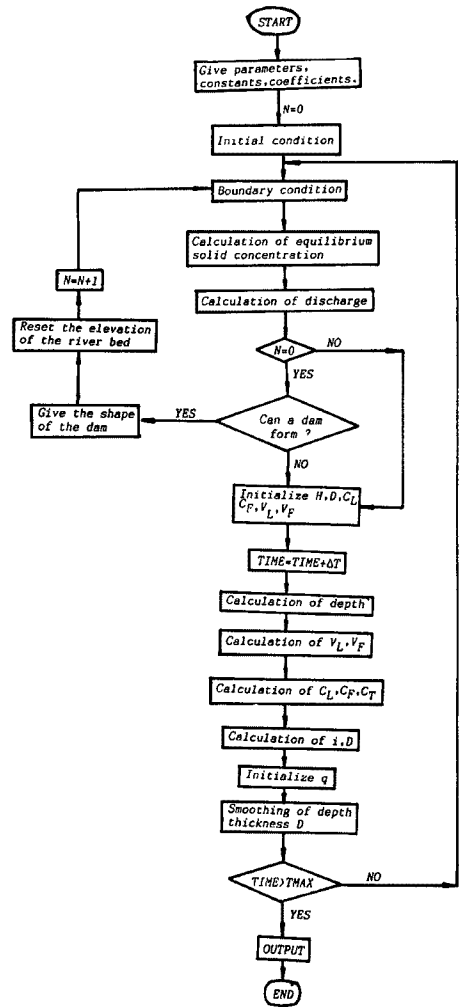 START
Give parameters,
constants,coefficients.
N=0
Initial condition
Boundary condition
Calculation of equilibrium
solid concentration
N=N+1
Calculation of discharge
Reset the elevation
of the river bed
N=0
NO
YES
Give the shape
of the dam
YES
Can a dam
form ?
NO
Initialize H,D,C_L
C_F,V_L,V_F
TIME=TIME+ΔT
Calculation of depth
Calculation of V_L,V_F
Calculation of C_L,C_F,C_T
Calculation of i,D
Initialize q
Smoothing of depth
thickness D
TIME>TMAX
NO
YES
OUTPUT
END